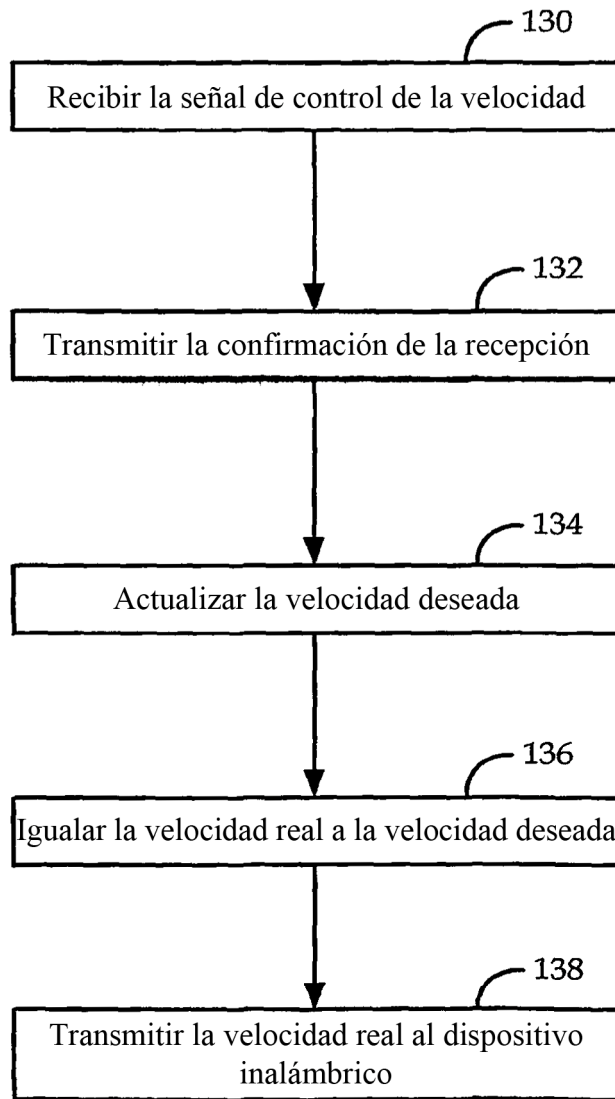 130
Recibir la señal de control de la velocidad
132
Transmitir la confirmación de la recepción
134
Actualizar la velocidad deseada
136
Igualar la velocidad real a la velocidad deseada
138
Transmitir la velocidad real al dispositivo
inalámbrico